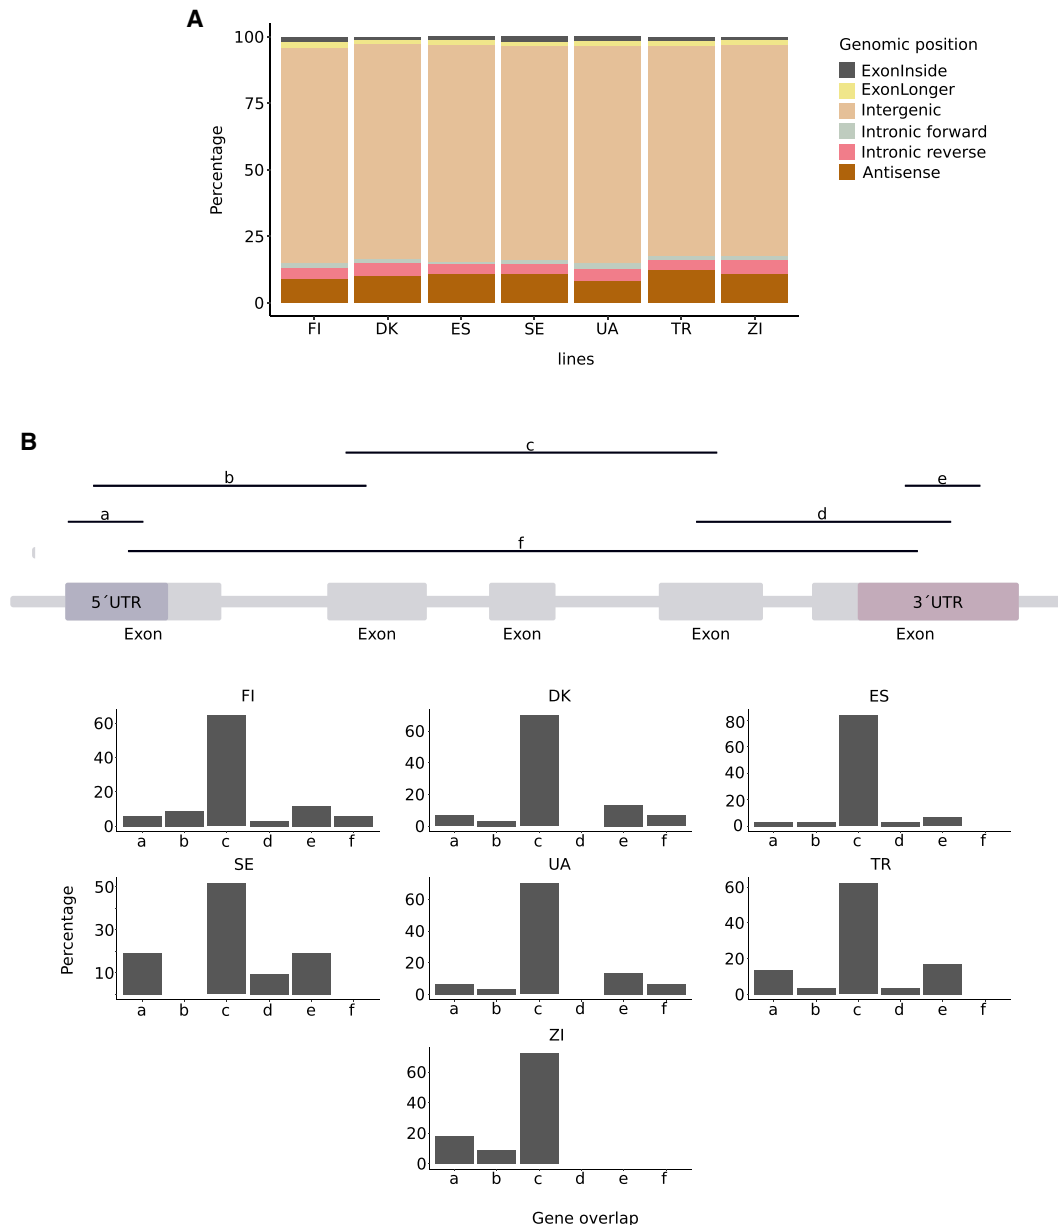 A
Percentage
100
75
50
25
0
FI DK ES SE UA TR ZI
lines
Genomic position
ExonInside
ExonLonger
Intergenic
Intronic forward
Intronic reverse
Antisense
B
c
b
e
a
d
f
5´UTR
3´UTR
Exon Exon Exon Exon Exon
FI
60
40
20
0
a b c d e f
DK
60
40
20
0
a b c d e f
ES
80
60
40
20
0
a b c d e f
Percentage
SE
50
30
10
a b c d e f
UA
60
40
20
0
a b c d e f
TR
60
40
20
0
a b c d e f
ZI
60
40
20
0
a b c d e f
Gene overlap